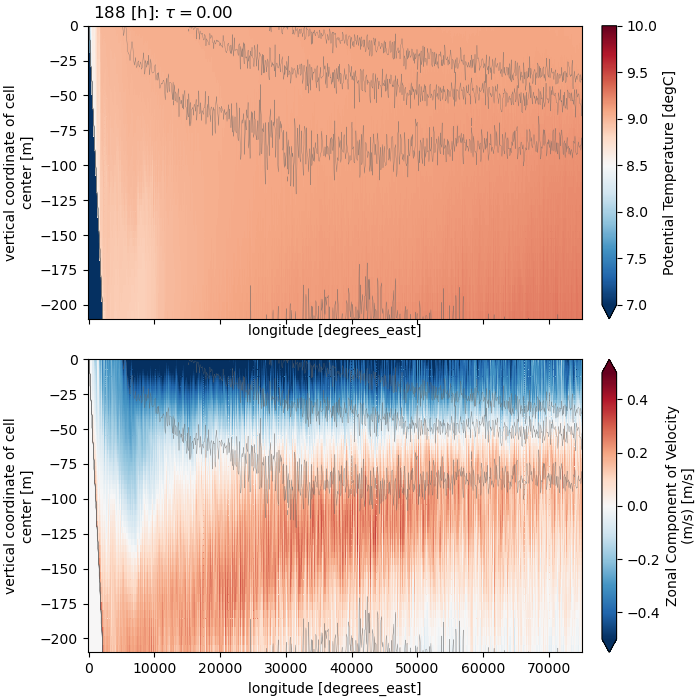 188 [h]: τ = 0.00
0
−25
−50
−75
−100
−125
−150
−175
−200
vertical coordinate of cell
center [m]
longitude [degrees_east]
10.0
9.5
9.0
8.5
8.0
7.5
7.0
Potential Temperature [degC]
0
−25
−50
−75
−100
−125
−150
−175
−200
vertical coordinate of cell
center [m]
0 10000 20000 30000 40000 50000 60000 70000
longitude [degrees_east]
0.4
0.2
0.0
−0.2
−0.4
Zonal Component of Velocity
(m/s) [m/s]